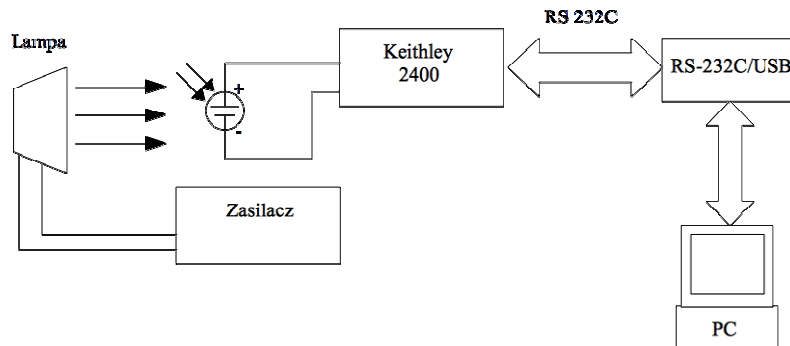 RS 232C
Lampa
Keithley
2400
RS-232C/USB
+
-
Zasilacz
PC